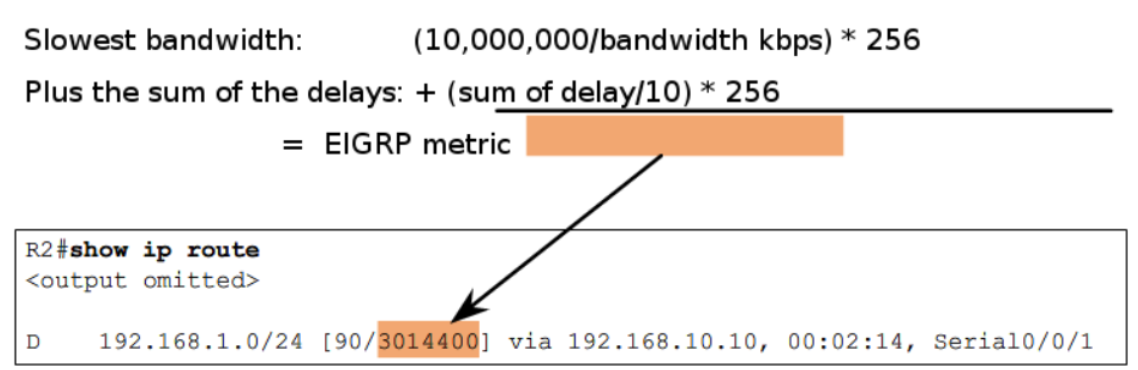 Slowest bandwidth: (10,000,000/bandwidth kbps) * 256
Plus the sum of the delays: + (sum of delay/10) * 256
= EIGRP metric
R2#show ip route
<output omitted>
D 192.168.1.0/24 [90/3014400] via 192.168.10.10, 00:02:14, Serial0/0/1